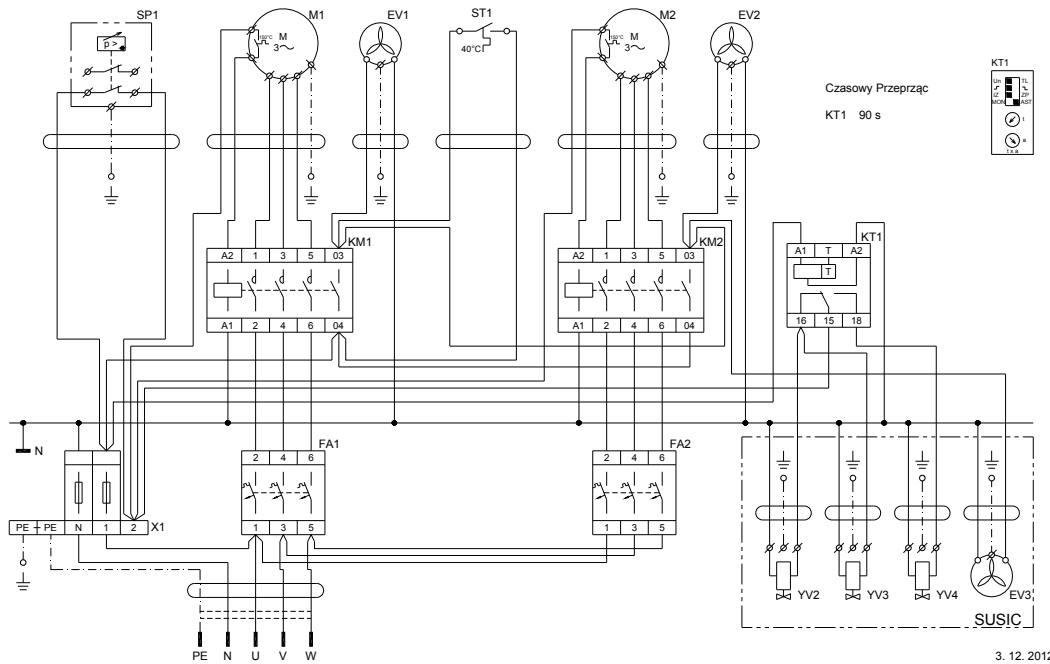 SP1
M1
EV1
ST1
M2
EV2
p >
150°C
M
3
40°C
150°C
M
3
KT1
Un TL
IZ ZP
MON AST
t
a
t x a
Czasowy Przeprząc
KT1 90 s
KM1
A2 1 3 5 03
A1 2 4 6 04
KM2
A2 1 3 5 03
A1 2 4 6 04
KT1
A1 T A2
T
16 15 18
N
FA1
2 4 6
1 3 5
FA2
2 4 6
1 3 5
PE PE N 1 2 X1
YV2
YV3
YV4
EV3
SUSIC
PE N U V W
3. 12. 2012